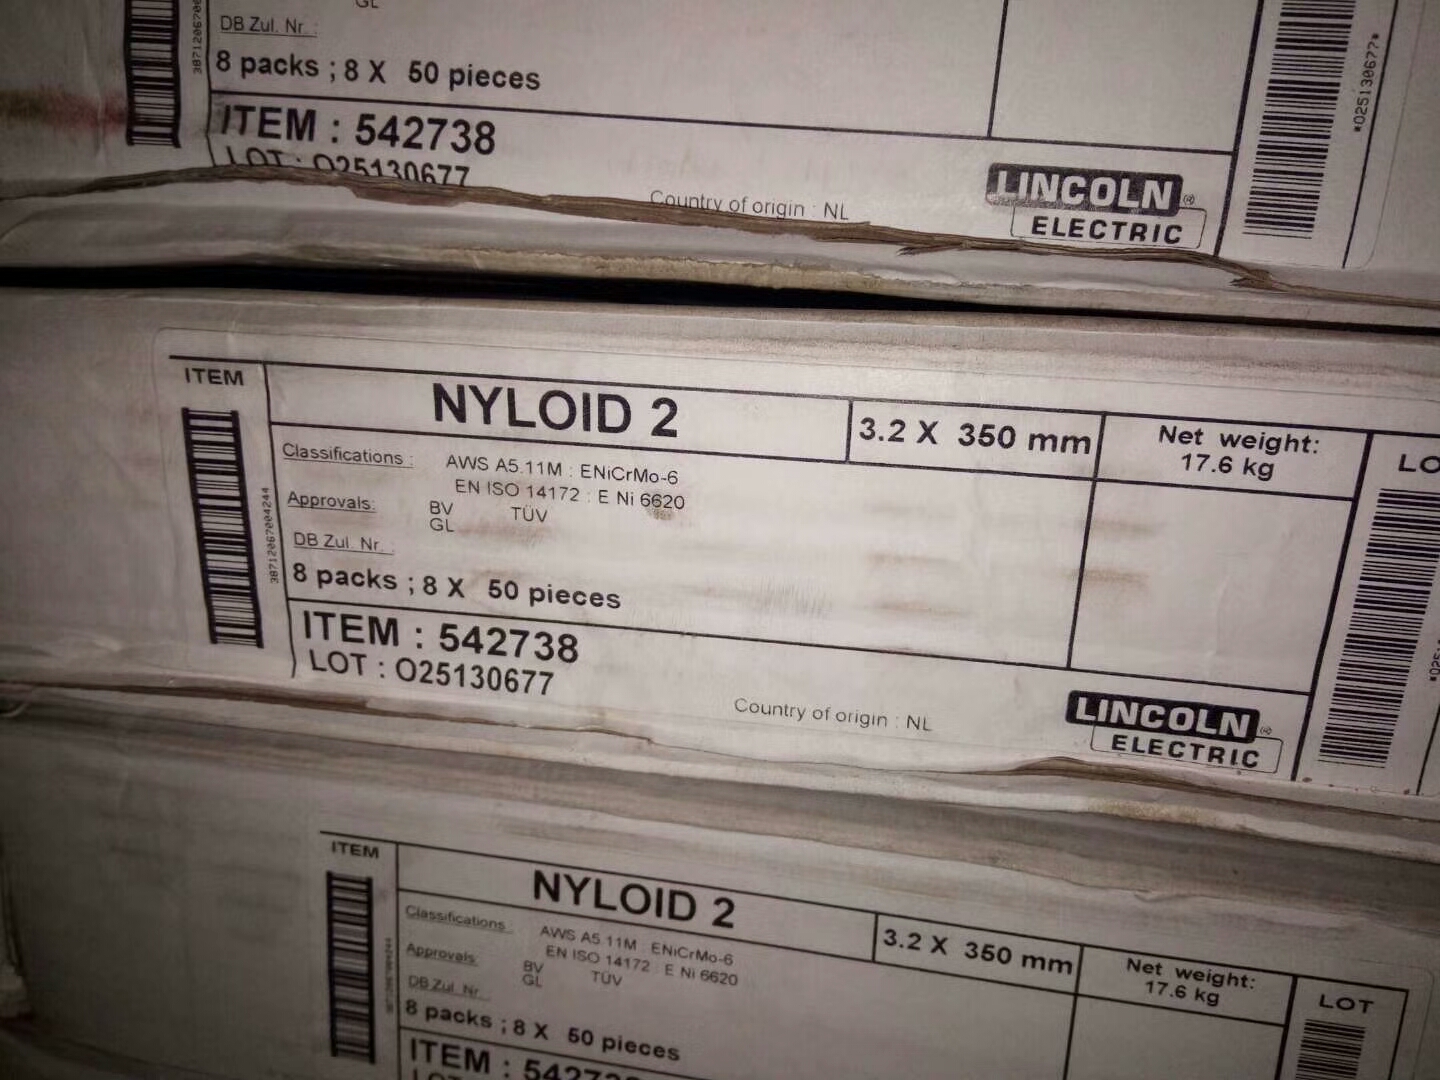 GL
DB Zul. Nr. :
8 packs ; 8 X 50 pieces
ITEM : 542738
LOT : O25130677
Country of origin : NL
LINCOLN ®
ELECTRIC
*O25130677*
ITEM
38712067004244
NYLOID 2
3.2 X 350 mm
Net weight:
17.6 kg
LO
Classifications :
AWS A5.11M : ENiCrMo-6
EN ISO 14172 : E Ni 6620
Approvals:
BV TÜV
GL
DB Zul. Nr. :
8 packs ; 8 X 50 pieces
ITEM : 542738
LOT : O25130677
Country of origin : NL
LINCOLN ®
ELECTRIC
ITEM
NYLOID 2
3.2 X 350 mm
Net weight:
17.6 kg
LOT
Classifications :
AWS A5.11M : ENiCrMo-6
EN ISO 14172 : E Ni 6620
Approvals:
BV TÜV
GL
DB Zul. Nr. :
8 packs ; 8 X 50 pieces
ITEM : 542738